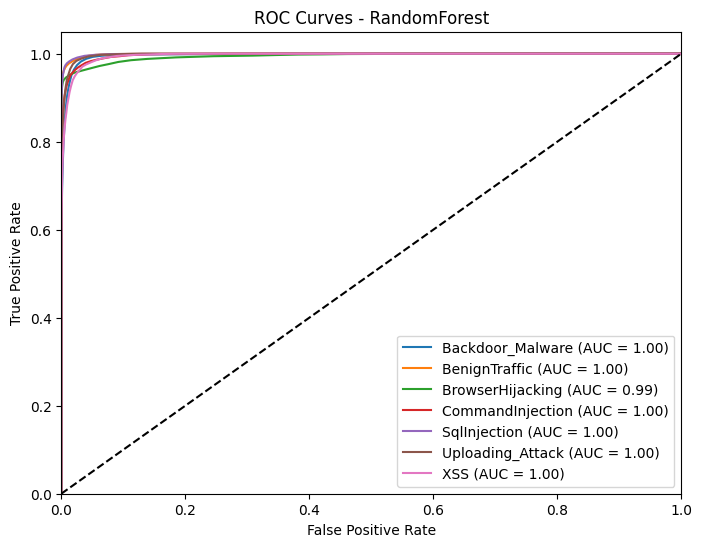 ROC Curves - RandomForest
True Positive Rate
1.0
0.8
0.6
0.4
0.2
0.0
Backdoor_Malware (AUC = 1.00)
BenignTraffic (AUC = 1.00)
BrowserHijacking (AUC = 0.99)
CommandInjection (AUC = 1.00)
SqlInjection (AUC = 1.00)
Uploading_Attack (AUC = 1.00)
XSS (AUC = 1.00)
0.0 0.2 0.4 0.6 0.8 1.0
False Positive Rate